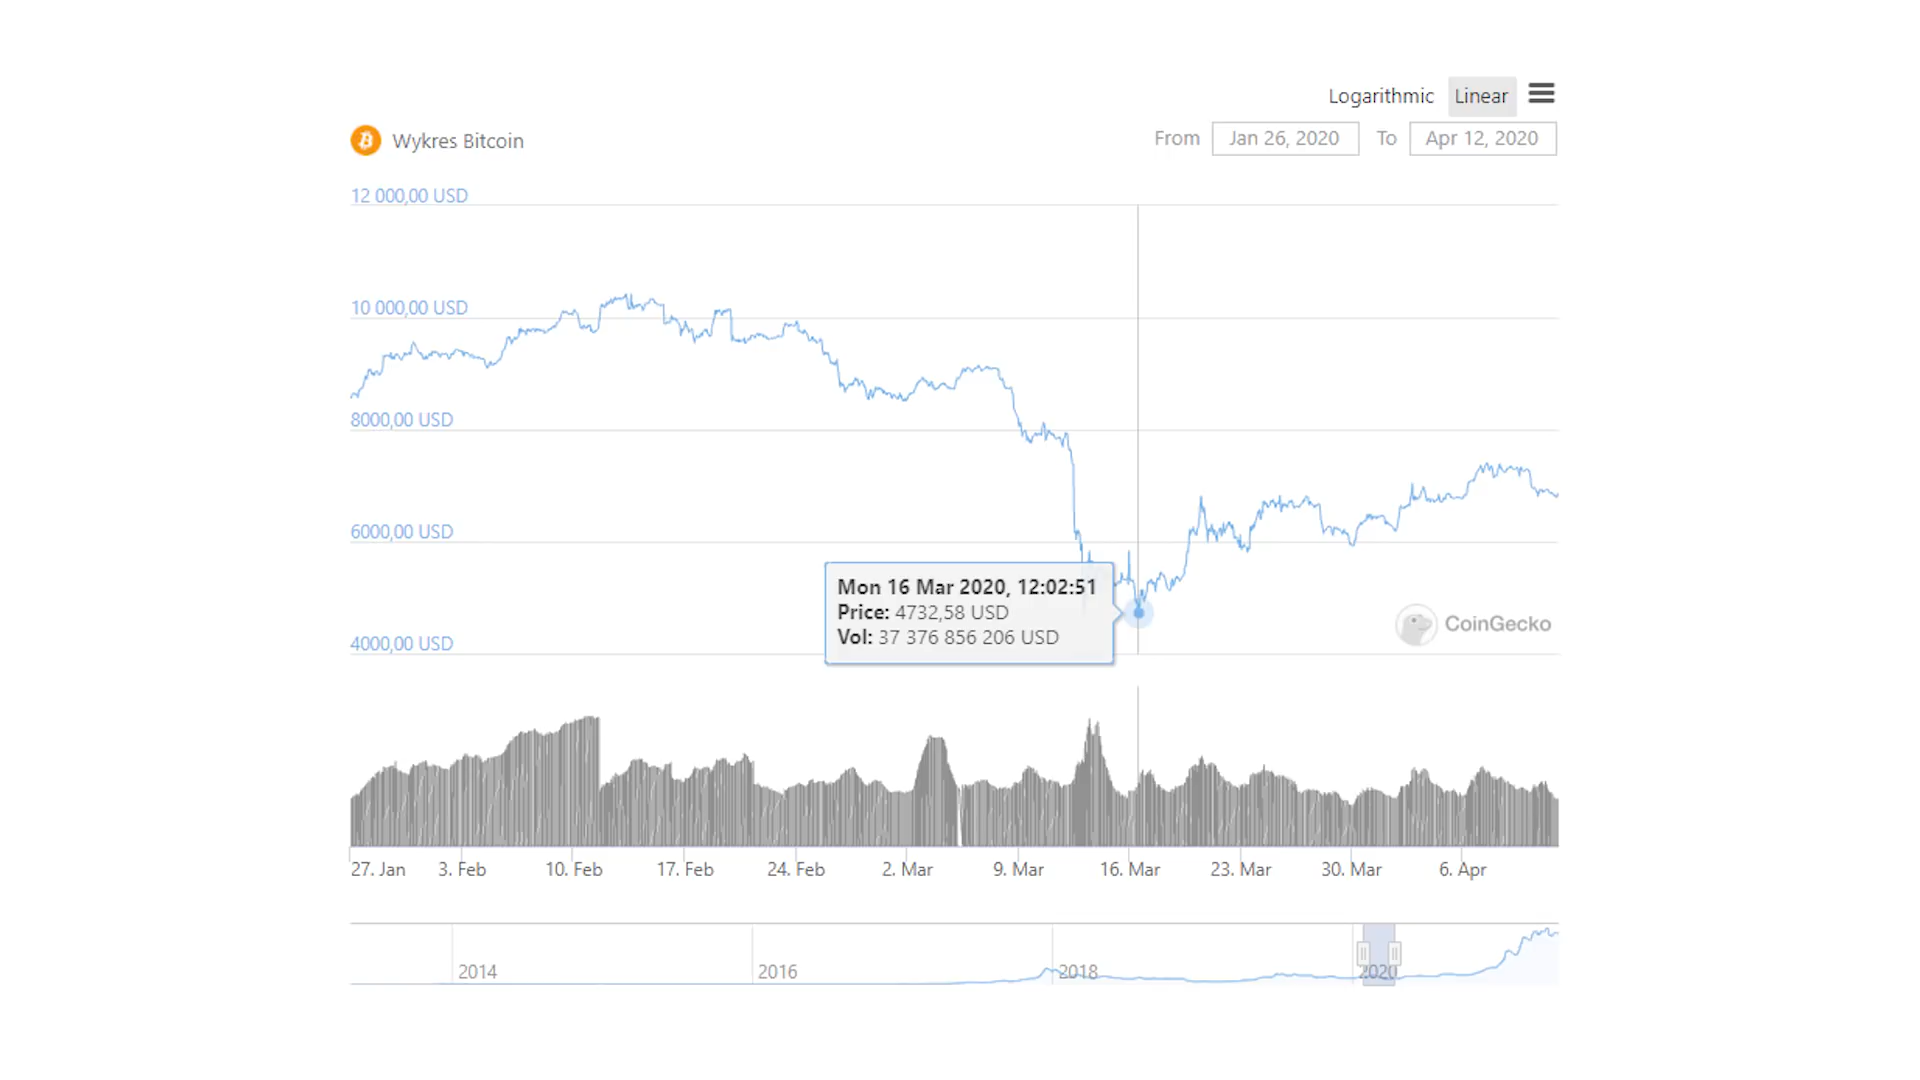 Logarithmic Linear
Wykres Bitcoin
From Jan 26, 2020 To Apr 12, 2020
12 000,00 USD
10 000,00 USD
8000,00 USD
6000,00 USD
Mon 16 Mar 2020, 12:02:51
Price: 4732,58 USD
Vol: 37 376 856 206 USD
CoinGecko
4000,00 USD
27. Jan 3. Feb 10. Feb 17. Feb 24. Feb 2. Mar 9. Mar 16. Mar 23. Mar 30. Mar 6. Apr
2014 2016 2018 2020